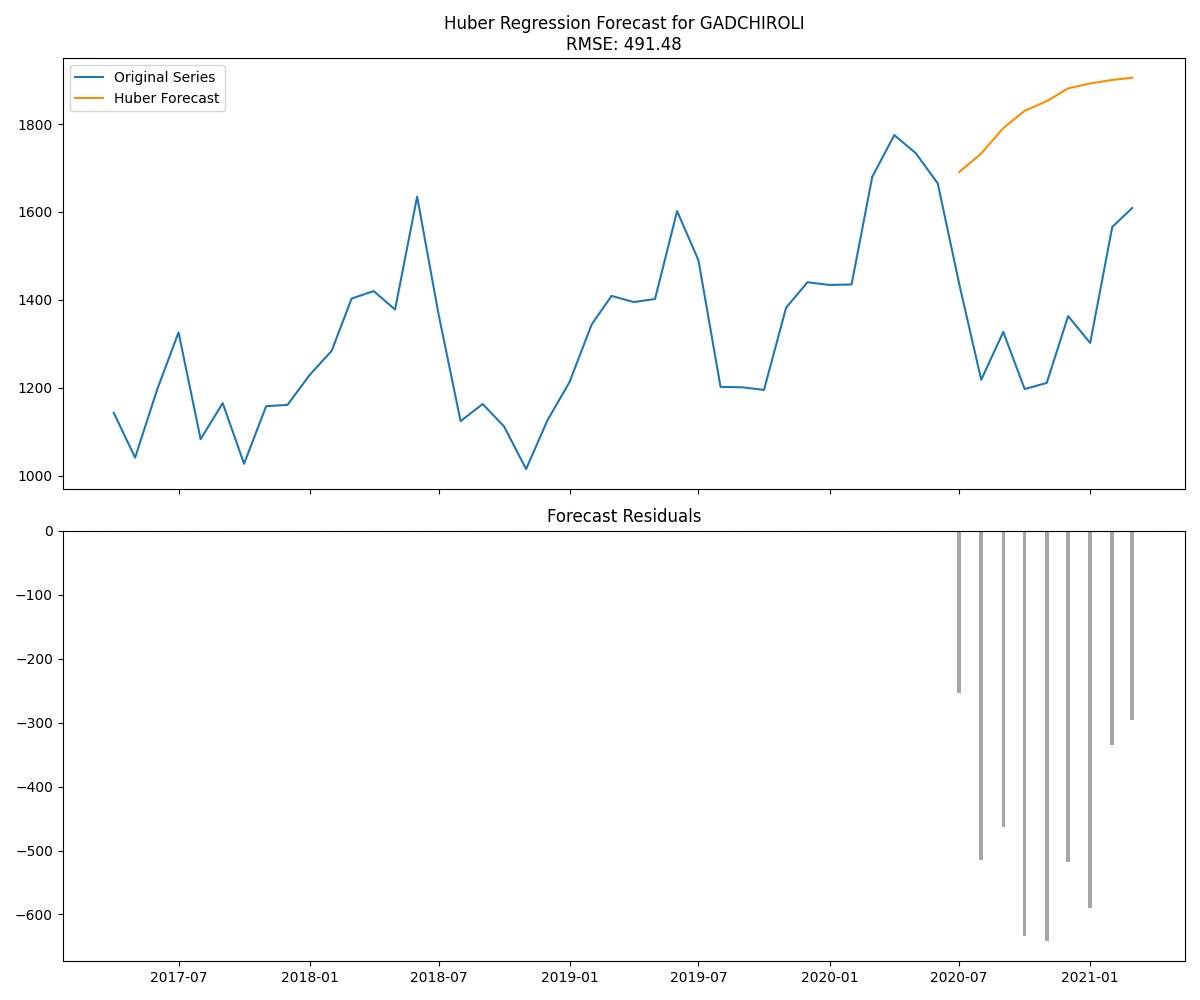 Huber Regression Forecast for GADCHIROLI
RMSE: 491.48
Original Series
Huber Forecast
1800
1600
1400
1200
1000
Forecast Residuals
0
−100
−200
−300
−400
−500
−600
2017-07 2018-01 2018-07 2019-01 2019-07 2020-01 2020-07 2021-01